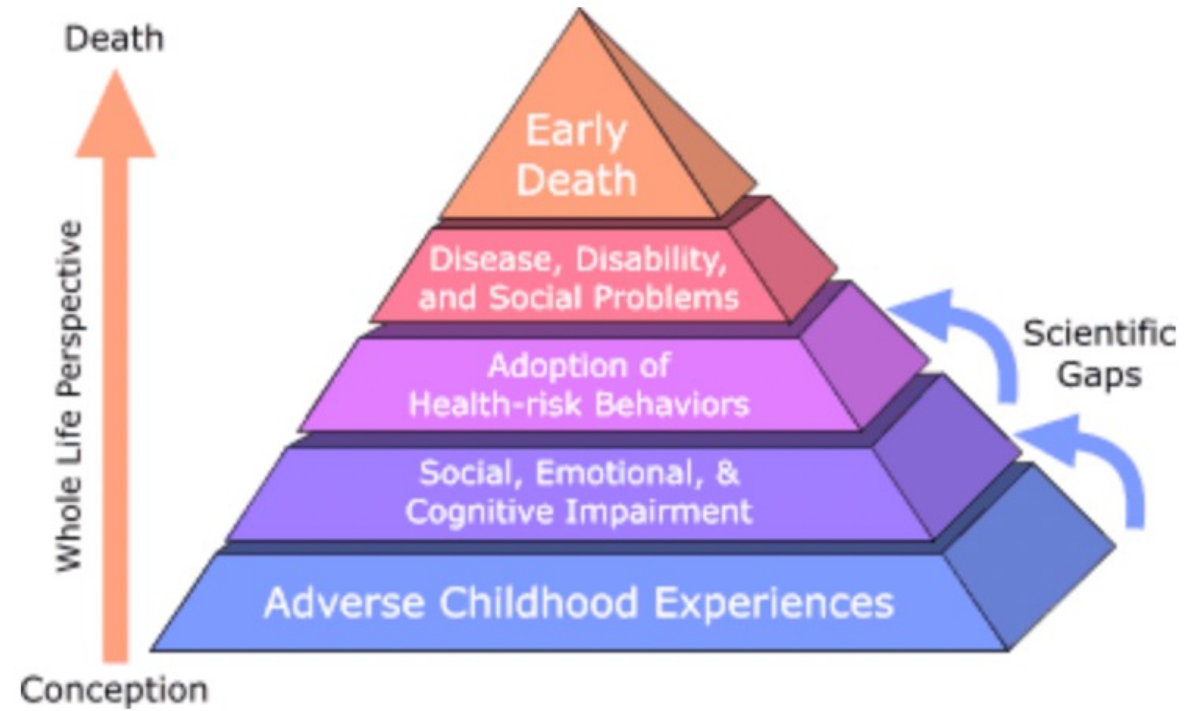 Death
Whole Life Perspective
Conception
Early
Death
Disease, Disability,
and Social Problems
Adoption of
Health-risk Behaviors
Social, Emotional, &
Cognitive Impairment
Adverse Childhood Experiences
Scientific
Gaps